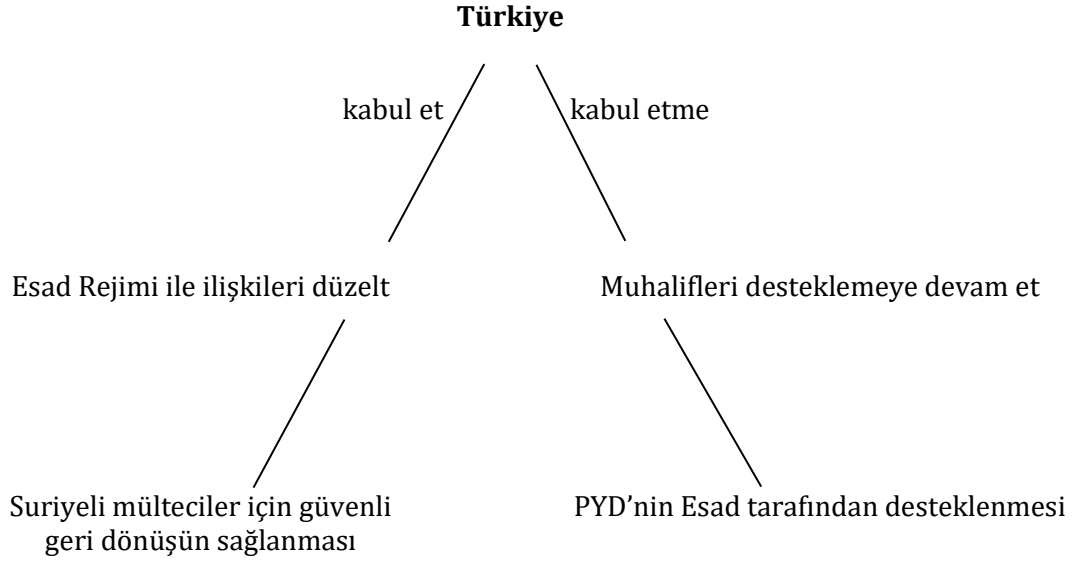 Türkiye
kabul et
kabul etme
Esad Rejimi ile ilişkileri düzelt
Muhalifleri desteklemeye devam et
Suriyeli mülteciler için güvenli
geri dönüşün sağlanması
PYD’nin Esad tarafından desteklenmesi